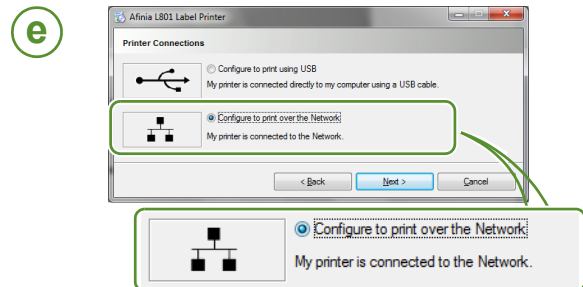 e
Afinia L801 Label Printer
Printer Connections
Configure to print using USB
My printer is connected directly to my computer using a USB cable.
Configure to print over the Network
My printer is connected to the Network.
< Back
Next >
Cancel
Configure to print over the Network
My printer is connected to the Network.